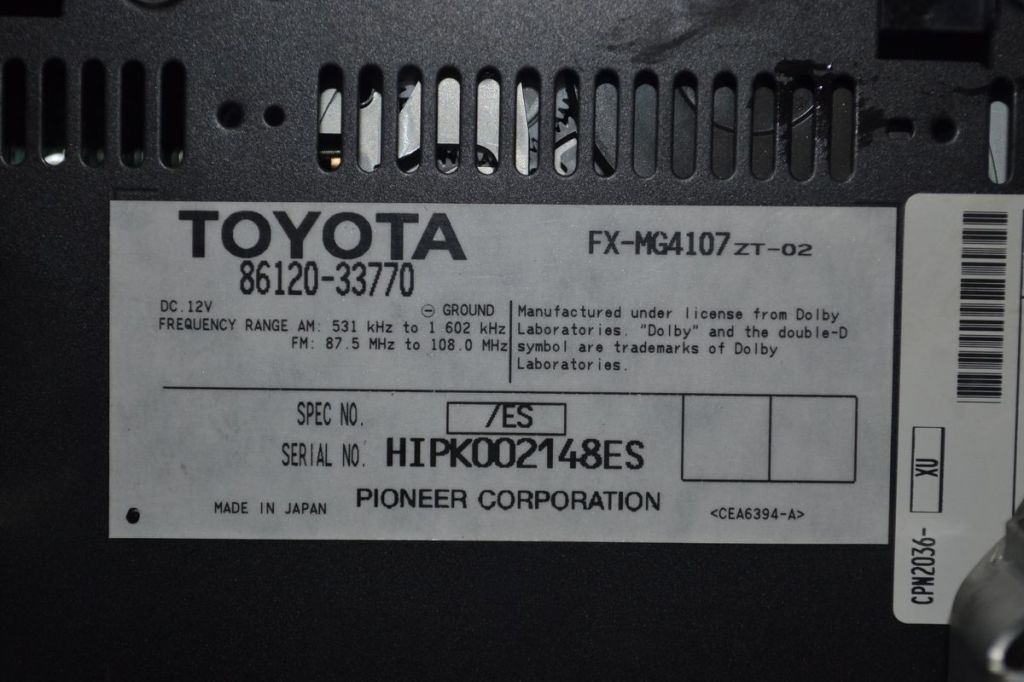 TOYOTA
FX-MG4107 ZT-02
86120-33770
DC.12V ⊖ GROUND
FREQUENCY RANGE AM: 531 kHz to 1 602 kHz
FM: 87.5 MHz to 108.0 MHz
Manufactured under license from Dolby
Laboratories. "Dolby" and the double-D
symbol are trademarks of Dolby
Laboratories.
SPEC NO. /ES
SERIAL NO. HIPK002148ES
MADE IN JAPAN PIONEER CORPORATION <CEA6394-A>
XU
CPN2036-